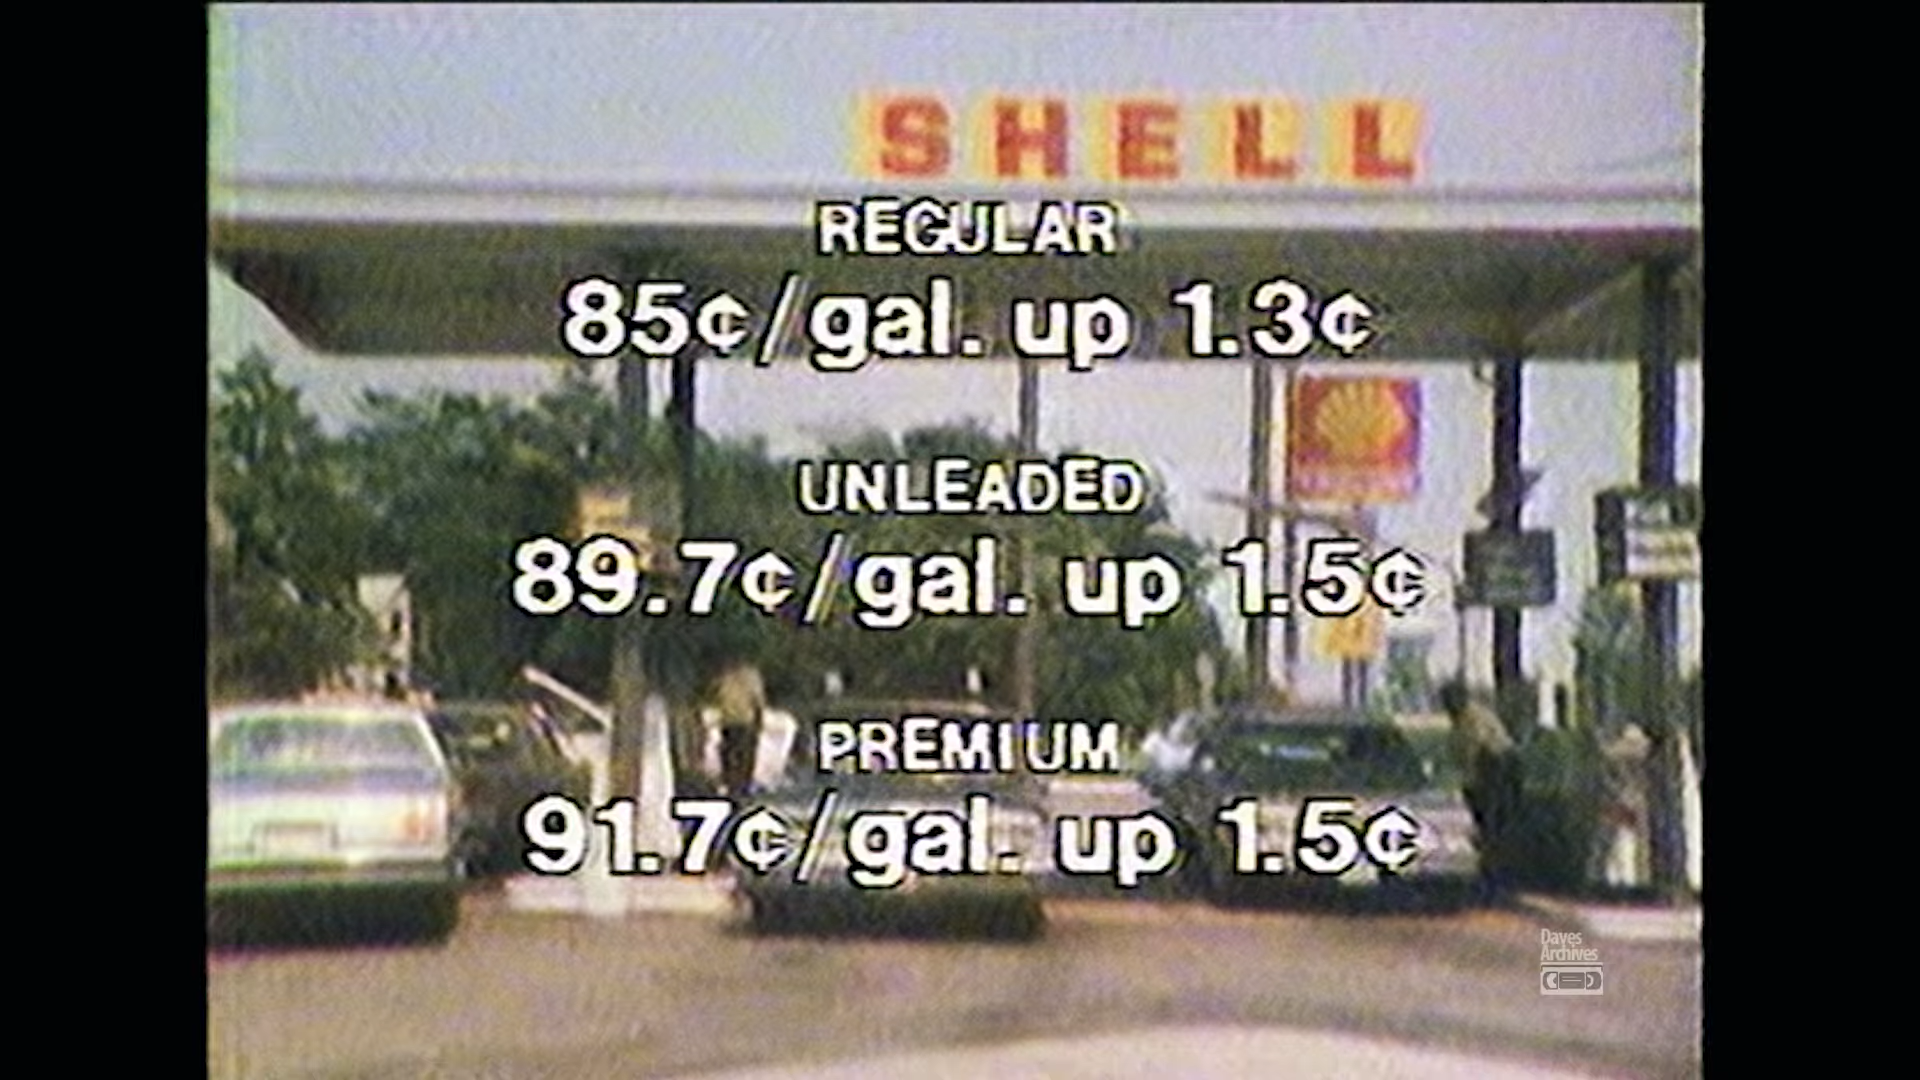 SHELL
REGULAR
85¢/gal. up 1.3¢
UNLEADED
89.7¢/gal. up 1.5¢
PREMIUM
91.7¢/gal. up 1.5¢
Daves
Archives